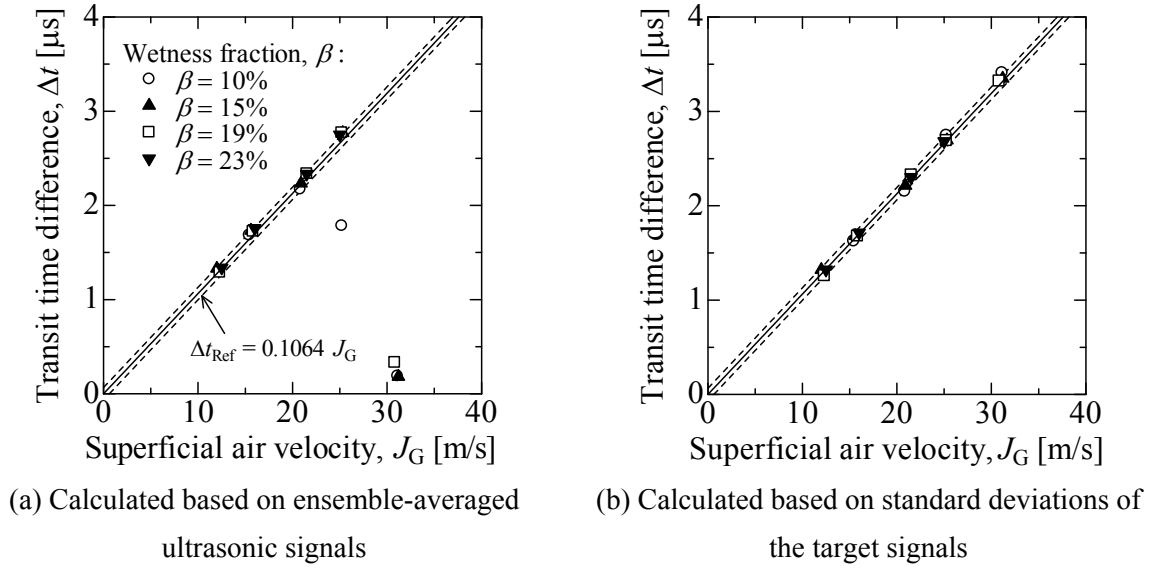 4
3
2
1
0
Transit time difference, Δt [μs]
Wetness fraction, β :
β = 10%
β = 15%
β = 19%
β = 23%
Δt_Ref = 0.1064 J_G
0 10 20 30 40
Superficial air velocity, J_G [m/s]
(a) Calculated based on ensemble-averaged
ultrasonic signals
4
3
2
1
0
Transit time difference, Δt [μs]
0 10 20 30 40
Superficial air velocity, J_G [m/s]
(b) Calculated based on standard deviations of
the target signals